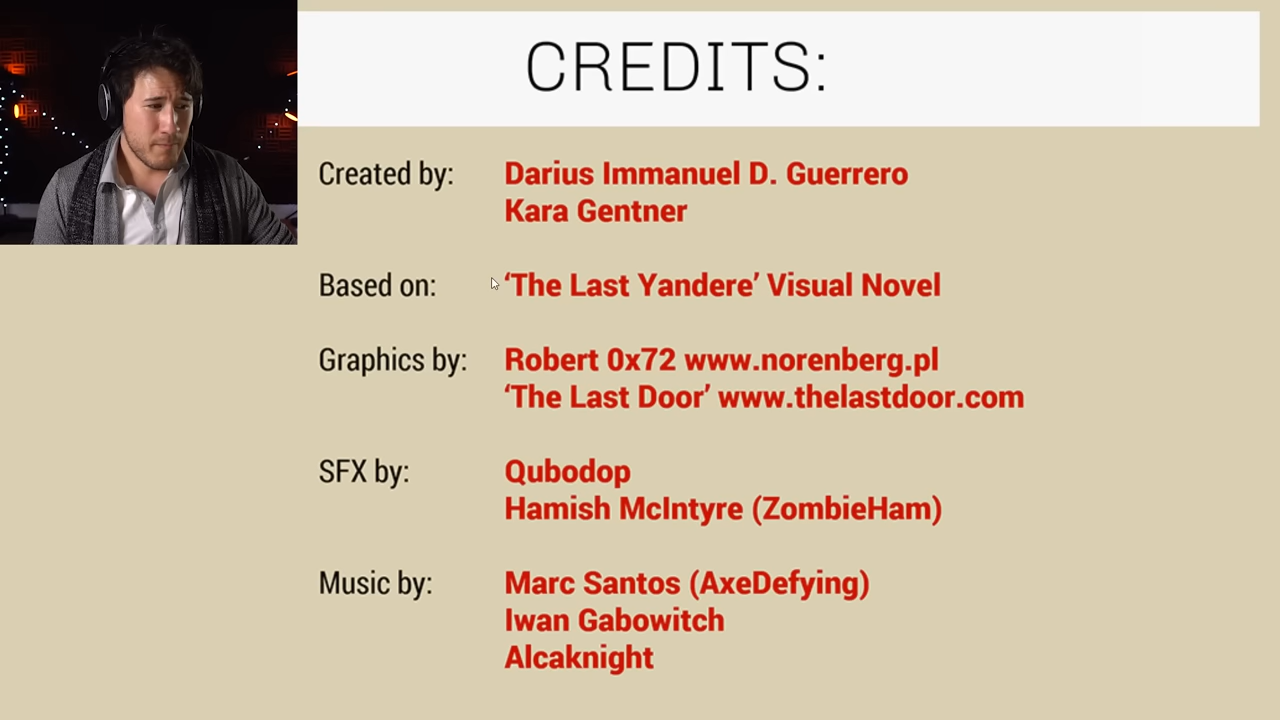 CREDITS:
Created by: Darius Immanuel D. Guerrero
Kara Gentner
Based on: ‘The Last Yandere’ Visual Novel
Graphics by: Robert 0x72 www.norenberg.pl
‘The Last Door’ www.thelastdoor.com
SFX by: Qubodop
Hamish McIntyre (ZombieHam)
Music by: Marc Santos (AxeDefying)
Iwan Gabowitch
Alcaknight